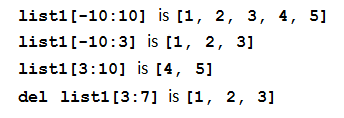 list1[-10:10] is [1, 2, 3, 4, 5]
list1[-10:3] is [1, 2, 3]
list1[3:10] is [4, 5]
del list1[3:7] is [1, 2, 3]